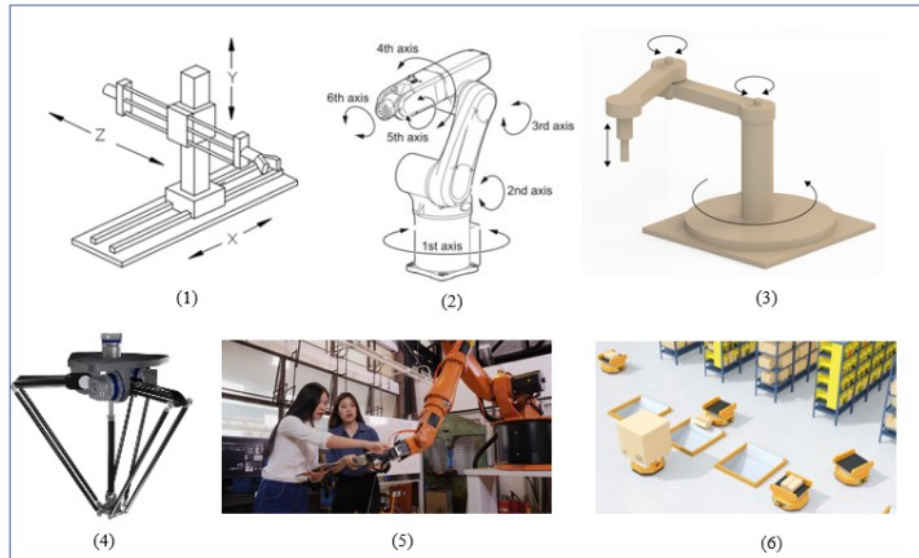 Y
Z
X
(1)
4th axis
6th axis
5th axis
3rd axis
2nd axis
1st axis
(2)
(3)
(4)
(5)
(6)